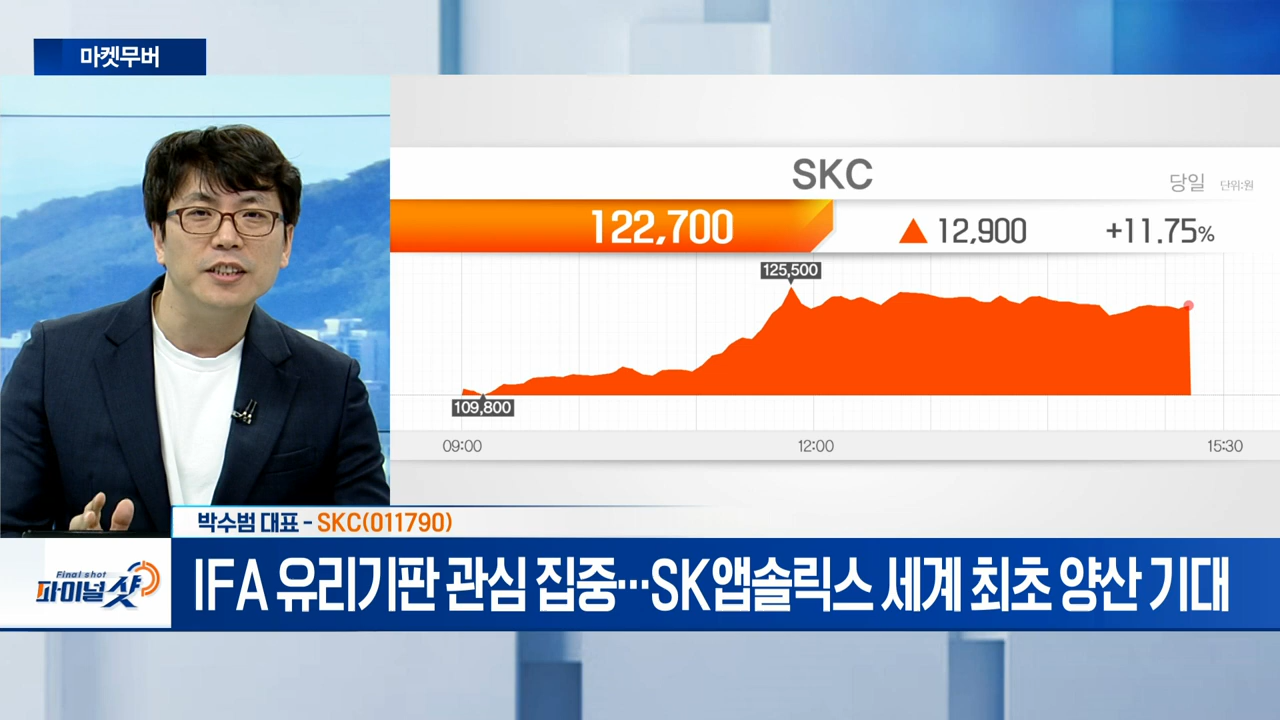 마켓무버
SKC
당일 단위:원
122,700 ▲ 12,900 +11.75%
125,500
109,800
09:00 12:00 15:30
박수범 대표 - SKC(011790)
Final shot
파이널 샷
IFA 유리기판 관심 집중…SK앱솔릭스 세계 최초 양산 기대